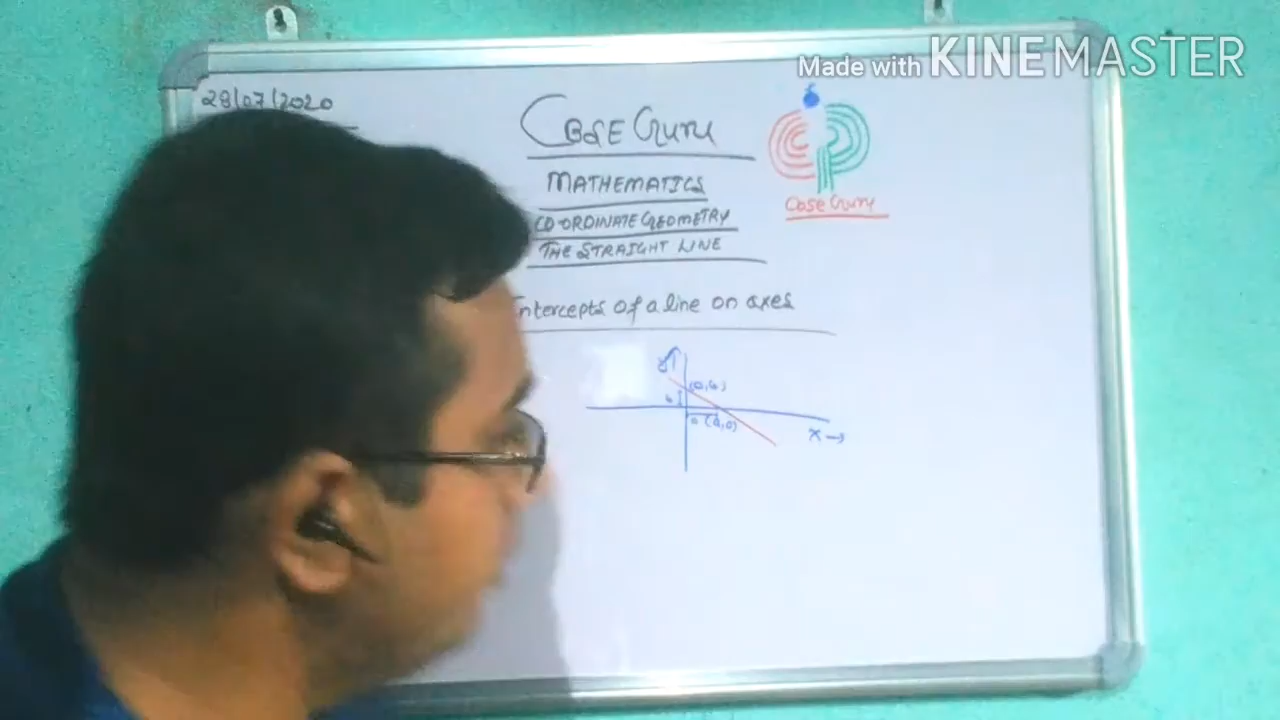 Made with KINEMASTER
28/07/2020
CBSE Guru
MATHEMATICS
CO-ORDINATE GEOMETRY
THE STRAIGHT LINE
CBSE Guru
Intercepts of a line on axes
y
(0,b)
b
a (a,0)
x →